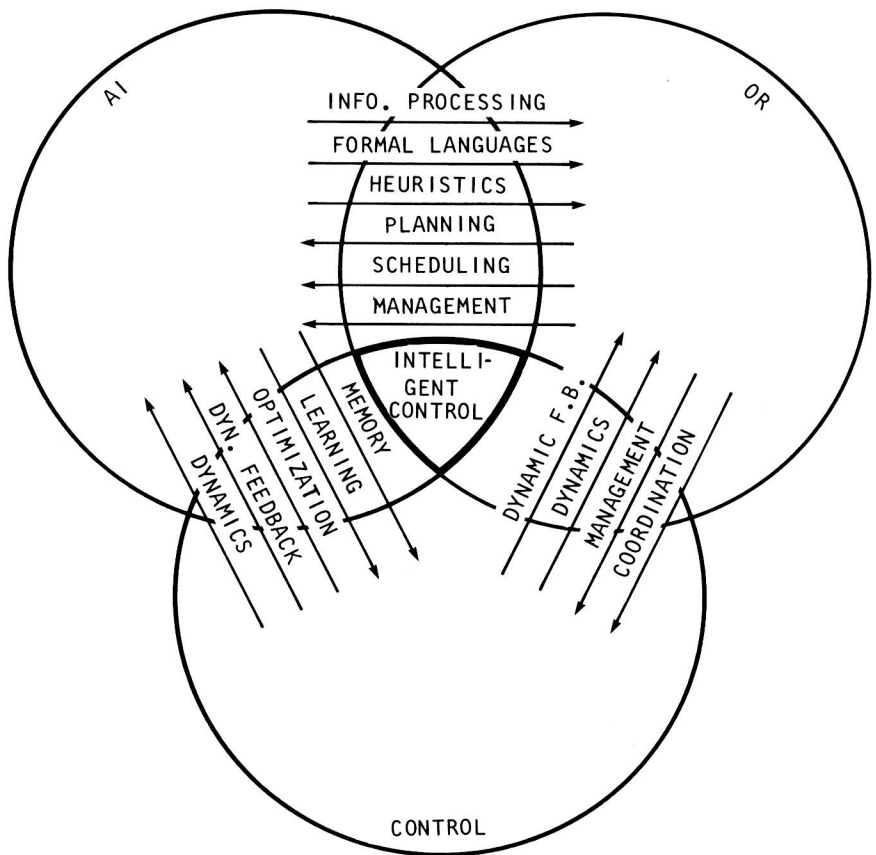 AI
OR
INFO. PROCESSING
FORMAL LANGUAGES
HEURISTICS
PLANNING
SCHEDULING
MANAGEMENT
INTELLI-
GENT
CONTROL
MEMORY
LEARNING
OPTIMIZATION
DYN. FEEDBACK
DYNAMICS
DYNAMIC F.B.
DYNAMICS
MANAGEMENT
COORDINATION
CONTROL